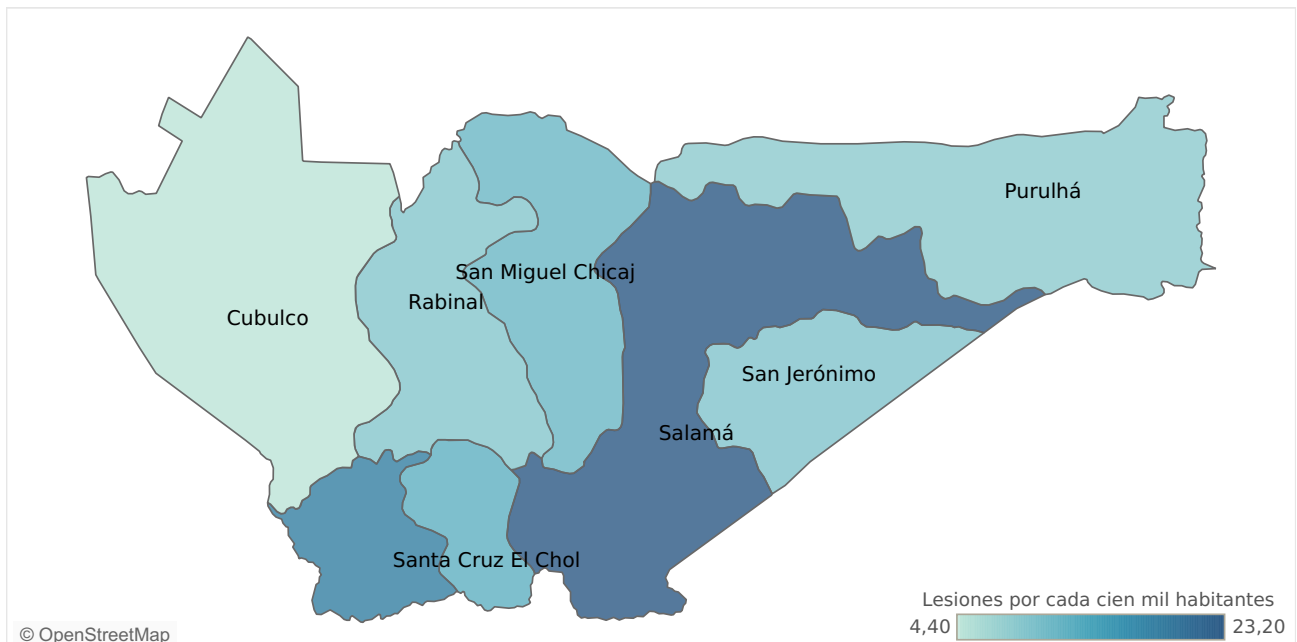 Purulhá
San Miguel Chicaj
Rabinal
Cubulco
San Jerónimo
Salamá
Santa Cruz El Chol
Lesiones por cada cien mil habitantes
4,40 23,20
© OpenStreetMap